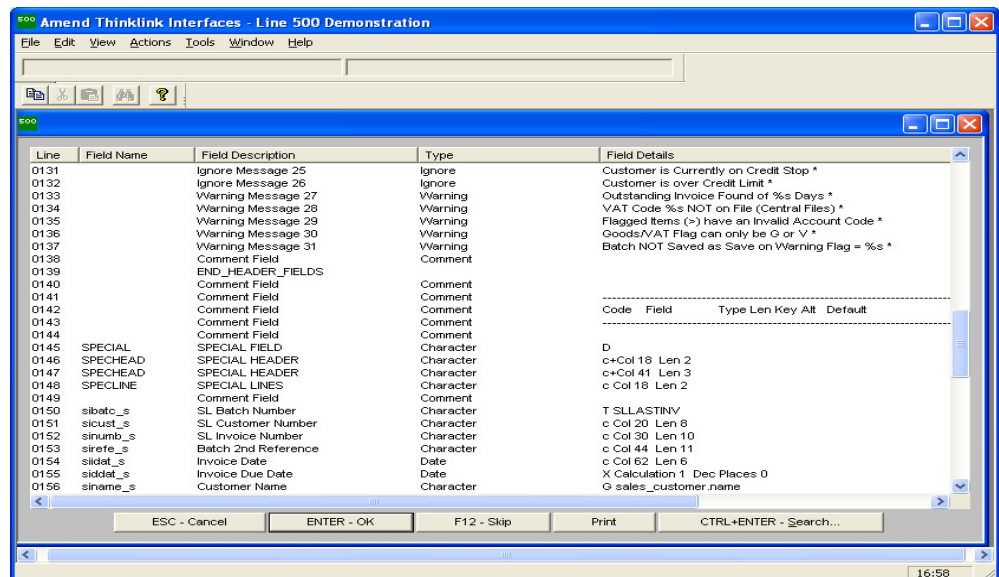 500 Amend Thinklink Interfaces - Line 500 Demonstration
File Edit View Actions Tools Window Help
500
Line Field Name Field Description Type Field Details
0131 Ignore Message 25 Ignore Customer is Currently on Credit Stop *
0132 Ignore Message 26 Ignore Customer is over Credit Limit *
0133 Warning Message 27 Warning Outstanding Invoice Found of %s Days *
0134 Warning Message 28 Warning VAT Code %s NOT on File (Central Files) *
0135 Warning Message 29 Warning Flagged Items (>) have an Invalid Account Code *
0136 Warning Message 30 Warning Goods/VAT Flag can only be G or V *
0137 Warning Message 31 Warning Batch NOT Saved as Save on Warning Flag = %s *
0138 Comment Field Comment
0139 END_HEADER_FIELDS
0140 Comment Field Comment
0141 Comment Field Comment --------------------------------------------------------------------
0142 Comment Field Comment Code Field Type Len Key Alt Default
0143 Comment Field Comment --------------------------------------------------------------------
0144 Comment Field Comment
0145 SPECIAL SPECIAL FIELD Character D
0146 SPECHEAD SPECIAL HEADER Character c+Col 18 Len 2
0147 SPECHEAD SPECIAL HEADER Character c+Col 41 Len 3
0148 SPECLINE SPECIAL LINES Character c Col 18 Len 2
0149 Comment Field Comment
0150 sibatc_s SL Batch Number Character T SLLASTINV
0151 sicust_s SL Customer Number Character c Col 20 Len 8
0152 sinumb_s SL Invoice Number Character c Col 30 Len 10
0153 sirefe_s Batch 2nd Reference Character c Col 44 Len 11
0154 siidat_s Invoice Date Date c Col 62 Len 6
0155 siddat_s Invoice Due Date Date X Calculation 1 Dec Places 0
0156 siname_s Customer Name Character G sales_customer.name
ESC - Cancel ENTER - OK F12 - Skip Print CTRL+ENTER - Search...
16:58